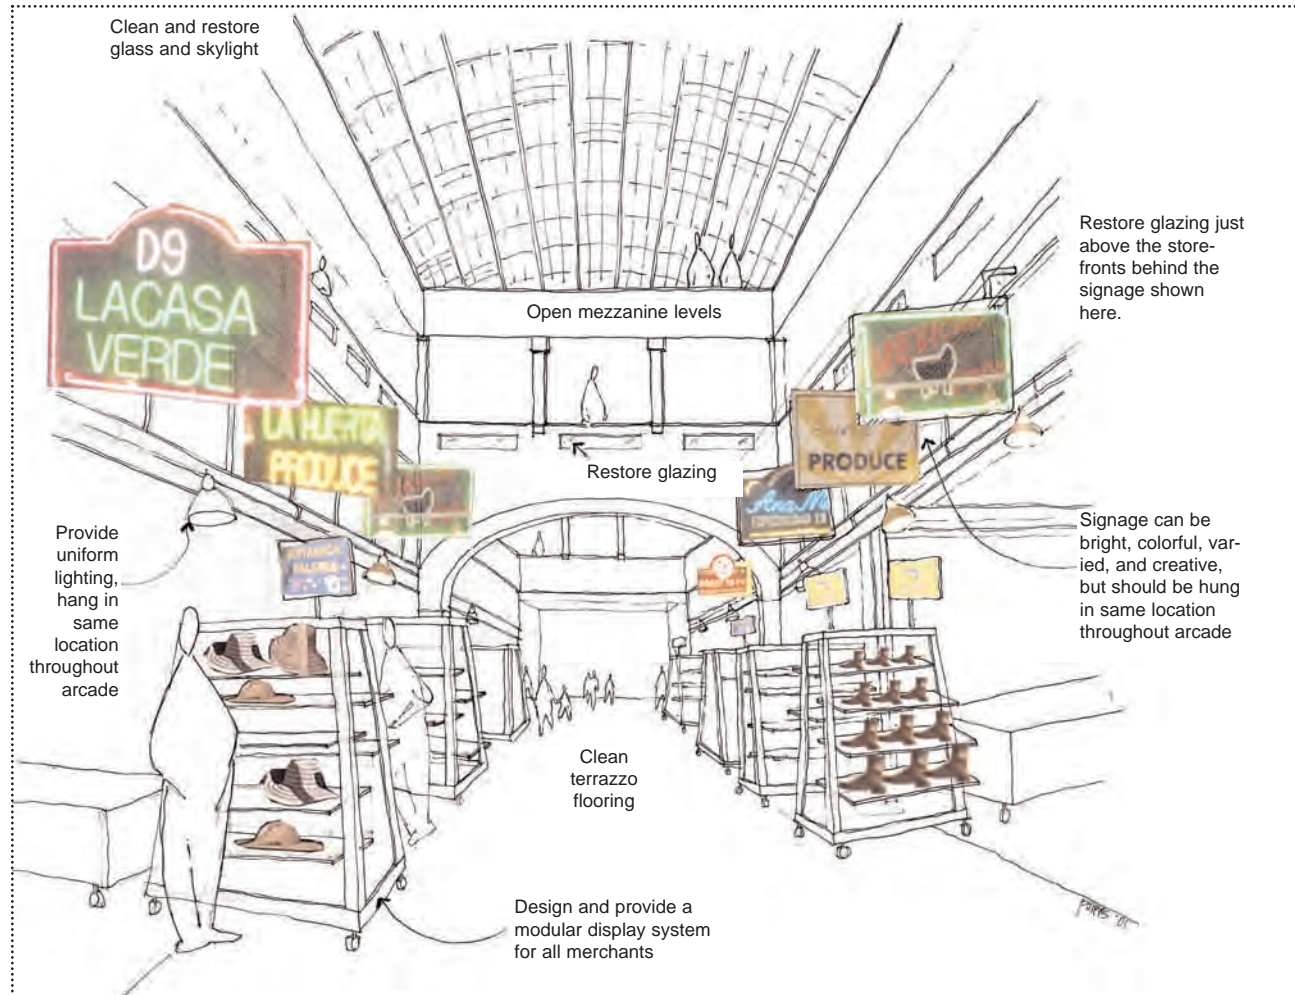 Clean and restore
glass and skylight
D9
LACASA
VERDE
Restore glazing just
above the store-
fronts behind the
signage shown
here.
Open mezzanine levels
LA HUERTA
PRODUCE
Restore glazing
PRODUCE
Provide
uniform
lighting,
hang in
same
location
throughout
arcade
Signage can be
bright, colorful, var-
ied, and creative,
but should be hung
in same location
throughout arcade
Clean
terrazzo
flooring
Design and provide a
modular display system
for all merchants